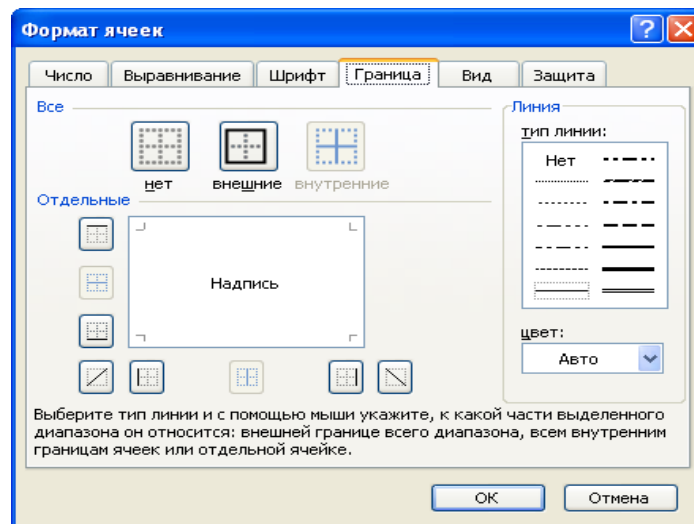 Формат ячеек
Число Выравнивание Шрифт Граница Вид Защита
Все
нет внешние внутренние
Отдельные
Надпись
Линия
тип линии:
Нет
цвет:
Авто
Выберите тип линии и с помощью мыши укажите, к какой части выделенного
диапазона он относится: внешней границе всего диапазона, всем внутренним
границам ячеек или отдельной ячейке.
ОК Отмена